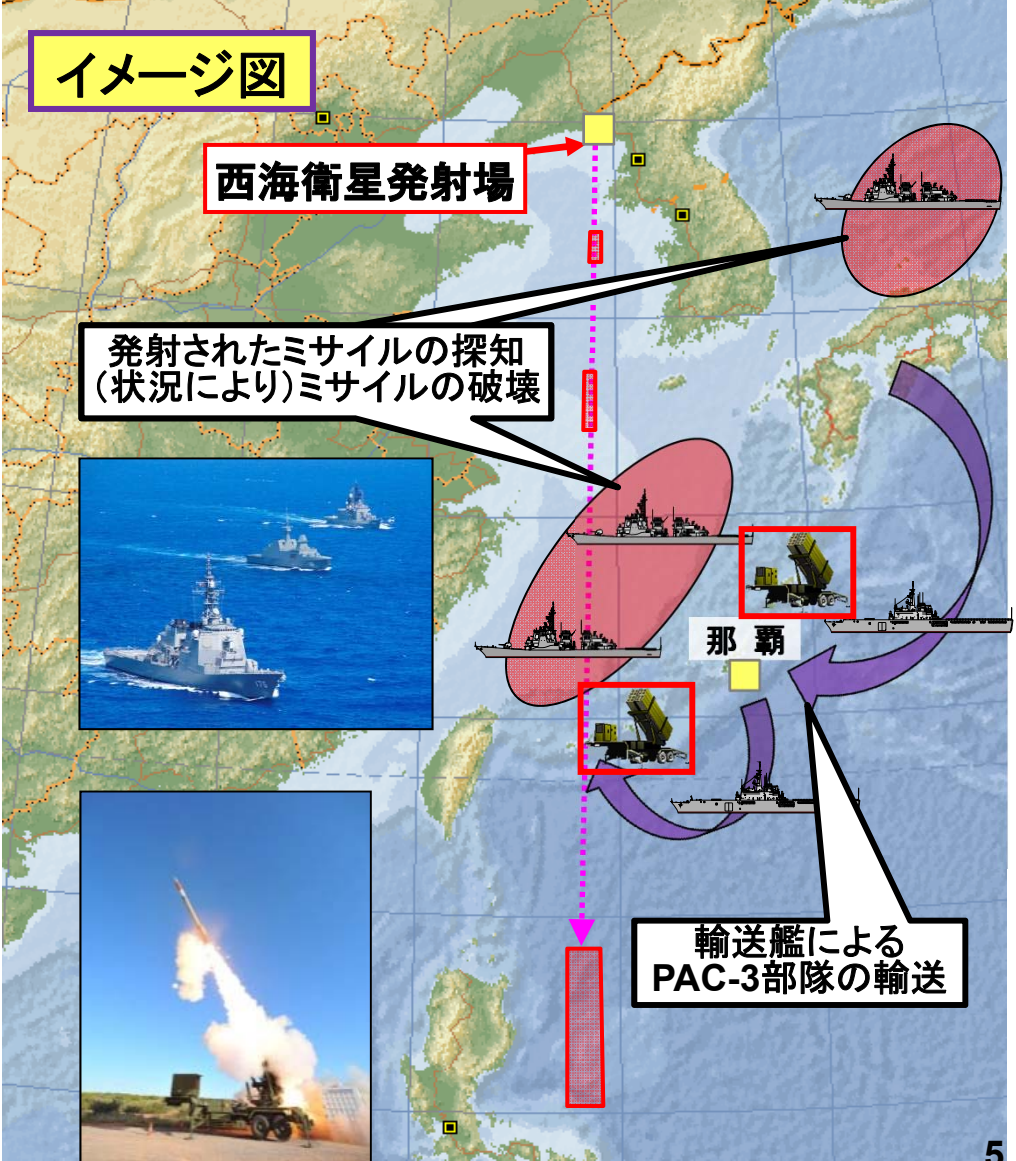 イメージ図
西海衛星発射場
発射されたミサイルの探知
(状況により)ミサイルの破壊
那覇
輸送艦による
PAC-3部隊の輸送
5